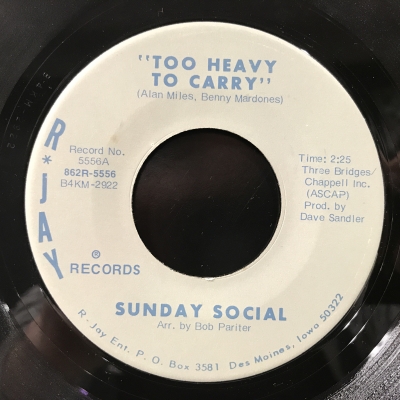 "TOO HEAVY
TO CARRY"
(Alan Miles, Benny Mardones)
R*JAY
® RECORDS
Record No.
5556A
862R-5556
B4KM-2922
Time: 2:25
Three Bridges/
Chappell Inc.
(ASCAP)
Prod. by
Dave Sandler
SUNDAY SOCIAL
Arr. by Bob Pariter
R-Jay Ent. P. O. Box 3581 Des Moines, Iowo 50322